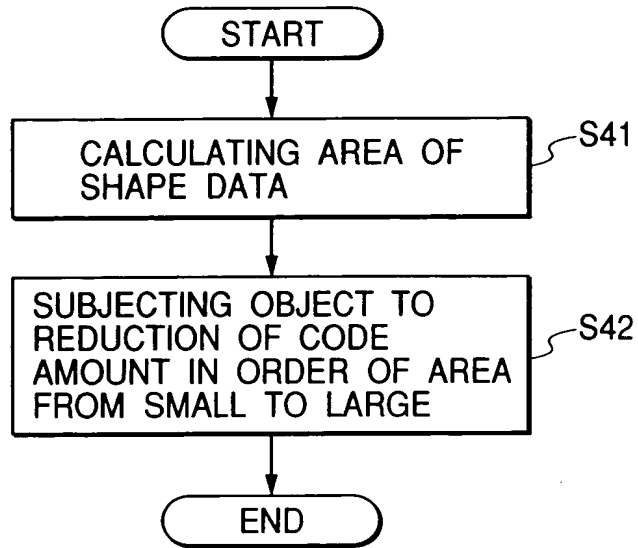 START
CALCULATING AREA OF
SHAPE DATA
S41
SUBJECTING OBJECT TO
REDUCTION OF CODE
AMOUNT IN ORDER OF AREA
FROM SMALL TO LARGE
S42
END